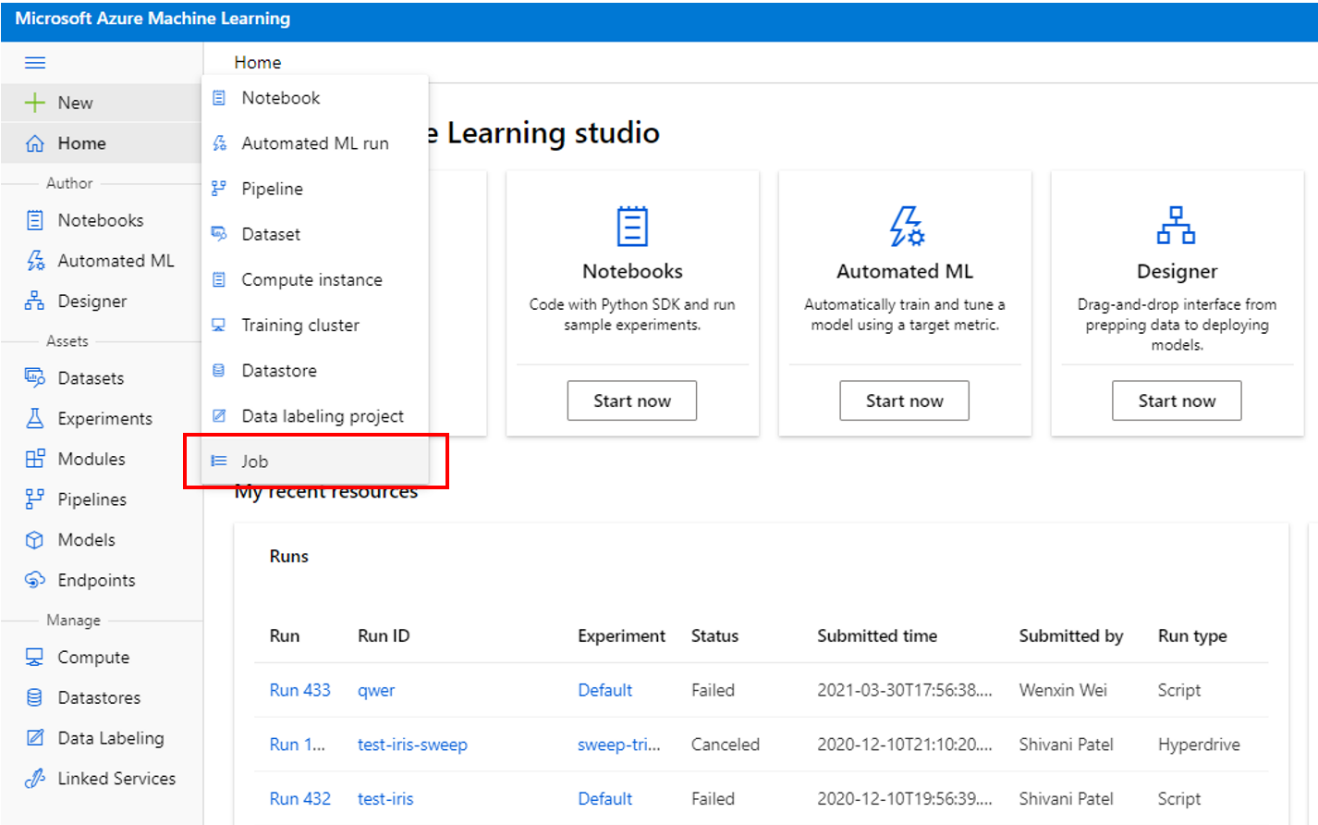 Microsoft Azure Machine Learning
Home
New
Home
Author
Notebooks
Automated ML
Designer
Assets
Datasets
Experiments
Modules
Pipelines
Models
Endpoints
Manage
Compute
Datastores
Data Labeling
Linked Services
Notebook
Automated ML run
Pipeline
Dataset
Compute instance
Training cluster
Datastore
Data labeling project
Job
e Learning studio
Notebooks
Code with Python SDK and run
sample experiments.
Start now
Automated ML
Automatically train and tune a
model using a target metric.
Start now
Designer
Drag-and-drop interface from
prepping data to deploying
models.
Start now
My recent resources
Runs
Run Run ID Experiment Status Submitted time Submitted by Run type
Run 433 qwer Default Failed 2021-03-30T17:56:38.... Wenxin Wei Script
Run 1... test-iris-sweep sweep-tri... Canceled 2020-12-10T21:10:20.... Shivani Patel Hyperdrive
Run 432 test-iris Default Failed 2020-12-10T19:56:39.... Shivani Patel Script